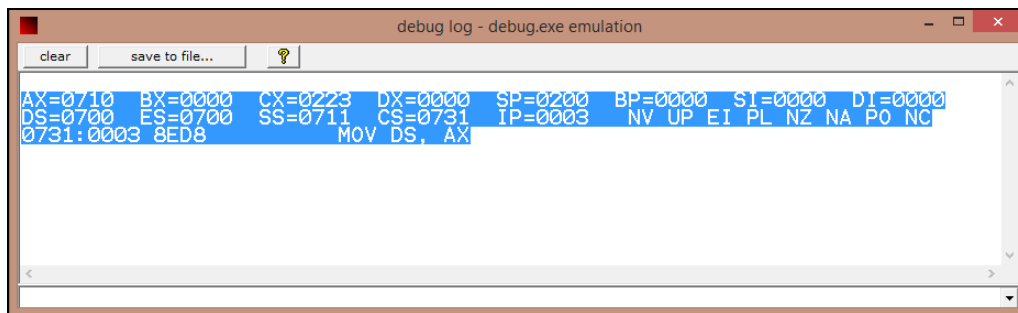 debug log - debug.exe emulation
clear save to file... ?
AX=0710 BX=0000 CX=0223 DX=0000 SP=0200 BP=0000 SI=0000 DI=0000
DS=0700 ES=0700 SS=0711 CS=0731 IP=0003 NV UP EI PL NZ NA PO NC
0731:0003 8ED8 MOV DS, AX